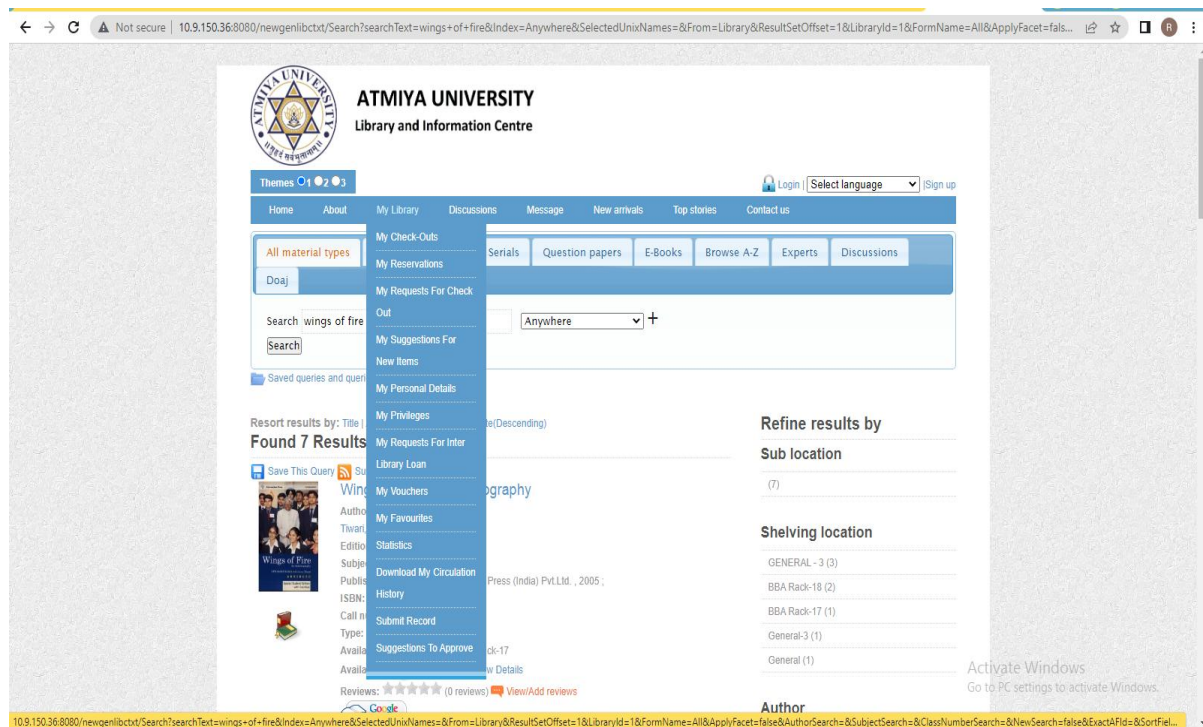 Not secure | 10.9.150.36:8080/newgenlibctxt/Search?searchText=wings+of+fire&Index=Anywhere&SelectedUnixNames=&From=Library&ResultSetOffset=1&LibraryId=1&FormName=All&ApplyFacet=fals...
ATMIYA UNIVERSITY
ATMIYA UNIVERSITY
Library and Information Centre
Themes 1 2 3
Login | Select language |Sign up
Home About My Library Discussions Message New arrivals Top stories Contact us
All material types Serials Question papers E-Books Browse A-Z Experts Discussions
Doaj
Search wings of fire Anywhere +
Search
Saved queries and queri
My Check-Outs
My Reservations
My Requests For Check
Out
My Suggestions For
New Items
My Personal Details
My Privileges
My Requests For Inter
Library Loan
My Vouchers
My Favourites
Statistics
Download My Circulation
History
Submit Record
Suggestions To Approve
Resort results by: Title | te(Descending)
Found 7 Results
Save This Query Su
Wing ography
Autho
Tiwari,
Editio
Subje
Publis Press (India) Pvt.Ltd. , 2005 ;
ISBN:
Call n
Type:
Availa ck-17
Availa w Details
Reviews: (0 reviews) View/Add reviews
Google
Wings of Fire
Refine results by
Sub location
(7)
Shelving location
GENERAL - 3 (3)
BBA Rack-18 (2)
BBA Rack-17 (1)
General-3 (1)
General (1)
Author
Activate Windows
Go to PC settings to activate Windows.
10.9.150.36:8080/newgenlibctxt/Search?searchText=wings+of+fire&Index=Anywhere&SelectedUnixNames=&From=Library&ResultSetOffset=1&LibraryId=1&FormName=All&ApplyFacet=false&AuthorSearch=&SubjectSearch=&ClassNumberSearch=&NewSearch=false&ExactAFId=&SortFiel...